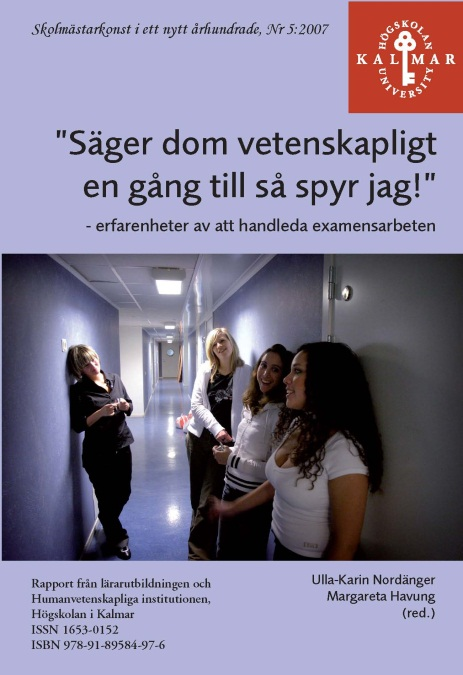 Skolmästarkonst i ett nytt århundrade, Nr 5:2007
HÖGSKOLAN
KALMAR
UNIVERSITY
”Säger dom vetenskapligt
en gång till så spyr jag!”
- erfarenheter av att handleda examensarbeten
Rapport från lärarutbildningen och
Humanvetenskapliga institutionen,
Högskolan i Kalmar
ISSN 1653-0152
ISBN 978-91-89584-97-6
Ulla-Karin Nordänger
Margareta Havung
(red.)